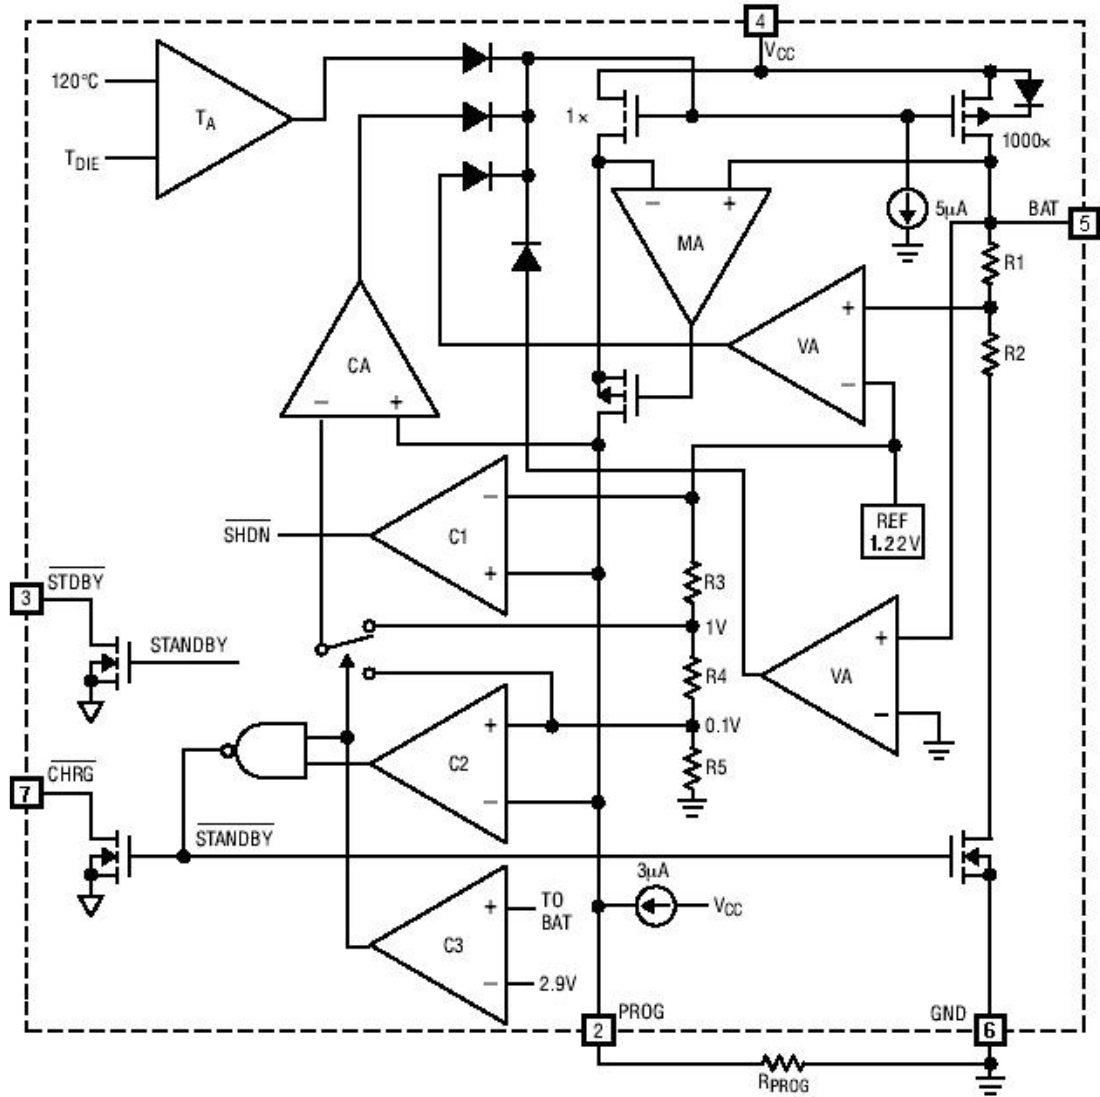 4
VCC
120°C
TA
TDIE
1×
1000×
− +
MA
5μA
BAT
5
R1
+
VA
−
R2
CA
− +
REF
1.22V
−
C1
+
SHDN
R3
1V
3
STDBY
STANDBY
R4
+
VA
−
0.1V
+
C2
−
R5
7
CHRG
STANDBY
3μA
VCC
+
C3
−
TO
BAT
2.9V
2
PROG
GND
6
RPROG